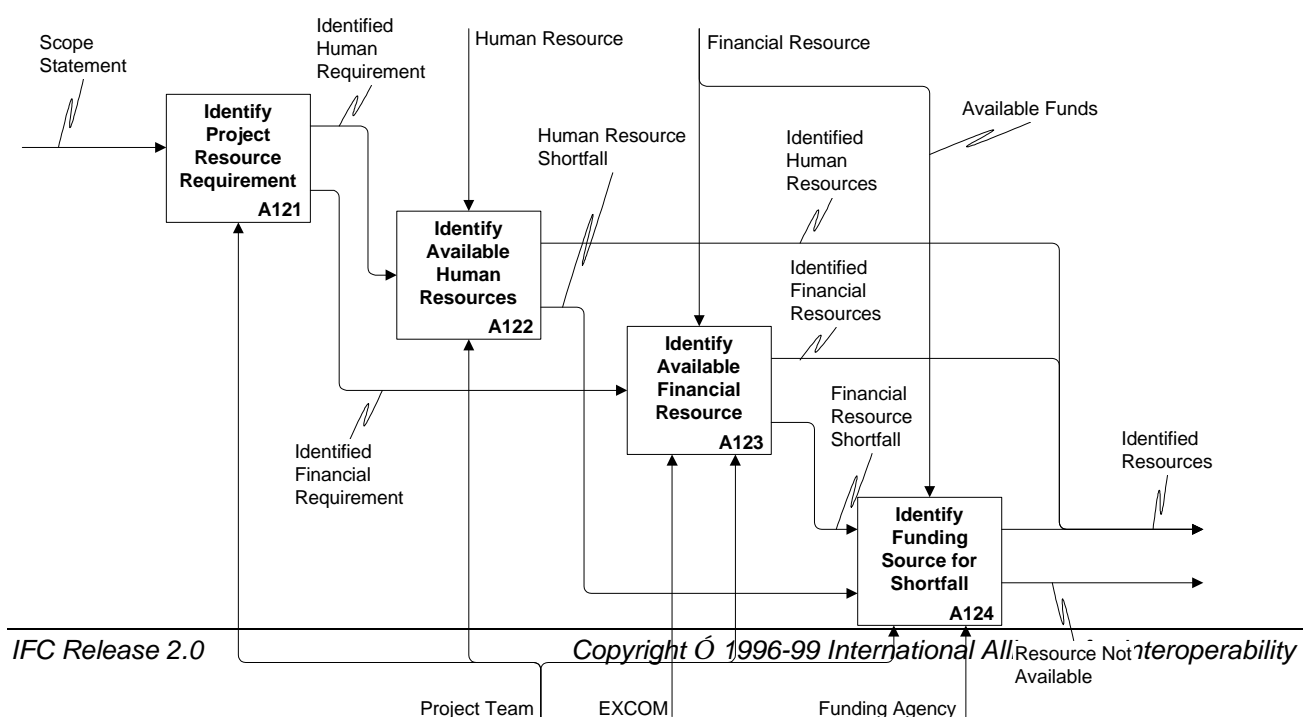 Scope
Statement
Identified
Human
Requirement
Human Resource
Financial Resource
Available Funds
Identify
Project
Resource
Requirement
A121
Human Resource
Shortfall
Identified
Human
Resources
Identify
Available
Human
Resources
A122
Identified
Financial
Resources
Identify
Available
Financial
Resource
A123
Identified
Financial
Requirement
Financial
Resource
Shortfall
Identified
Resources
Identify
Funding
Source for
Shortfall
A124
IFC Release 2.0
Copyright Ó 1996-99 International All nteroperability
Resource Not
Available
Project Team
EXCOM
Funding Agency